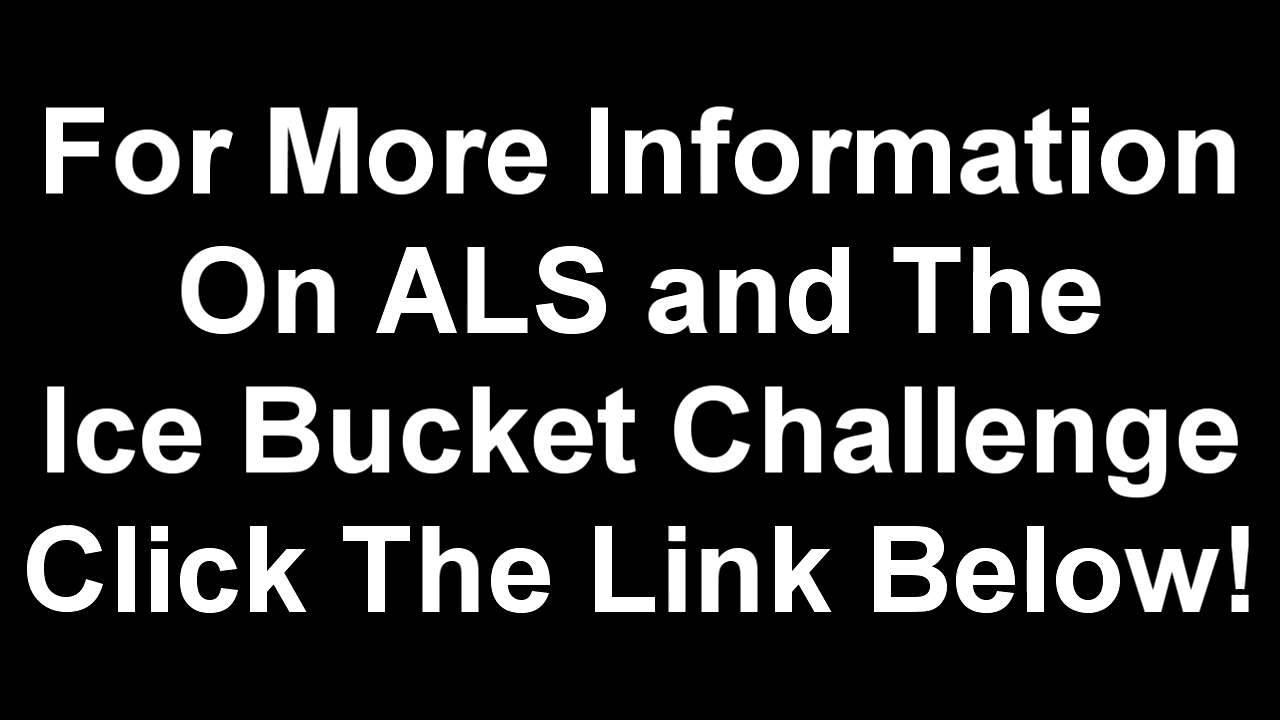 For More Information
On ALS and The
Ice Bucket Challenge
Click The Link Below!